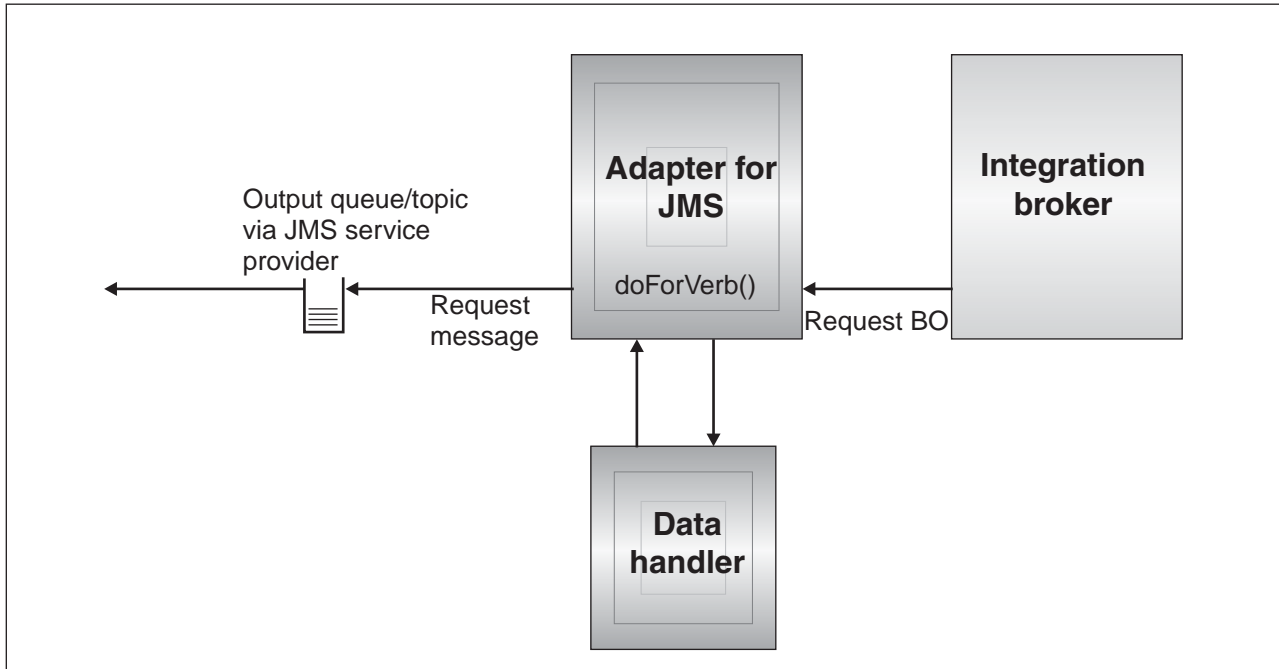 Adapter for
JMS
doForVerb()
Integration
broker
Output queue/topic
via JMS service
provider
Request
message
Request BO
Data
handler